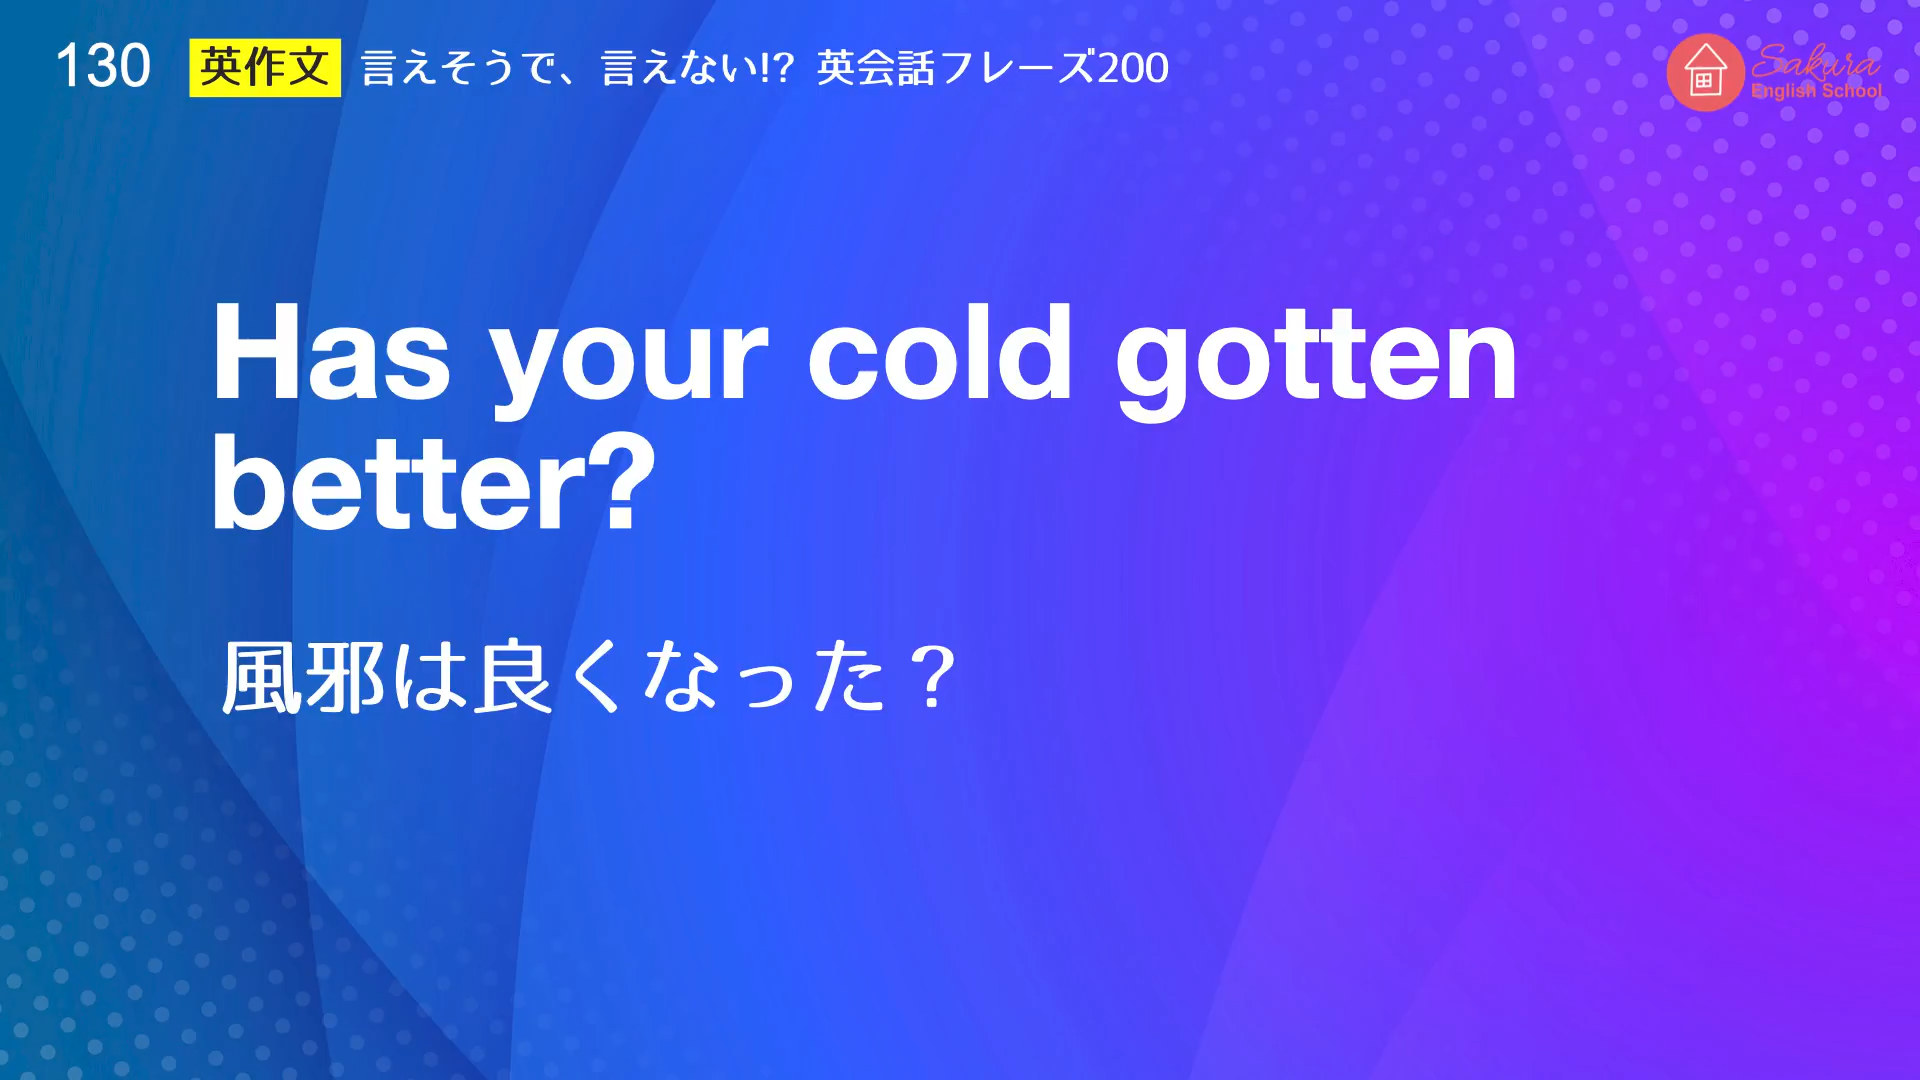 130 英作文 言えそうで、言えない!? 英会話フレーズ200
Sakura
English School
Has your cold gotten
better?
風邪は良くなった？